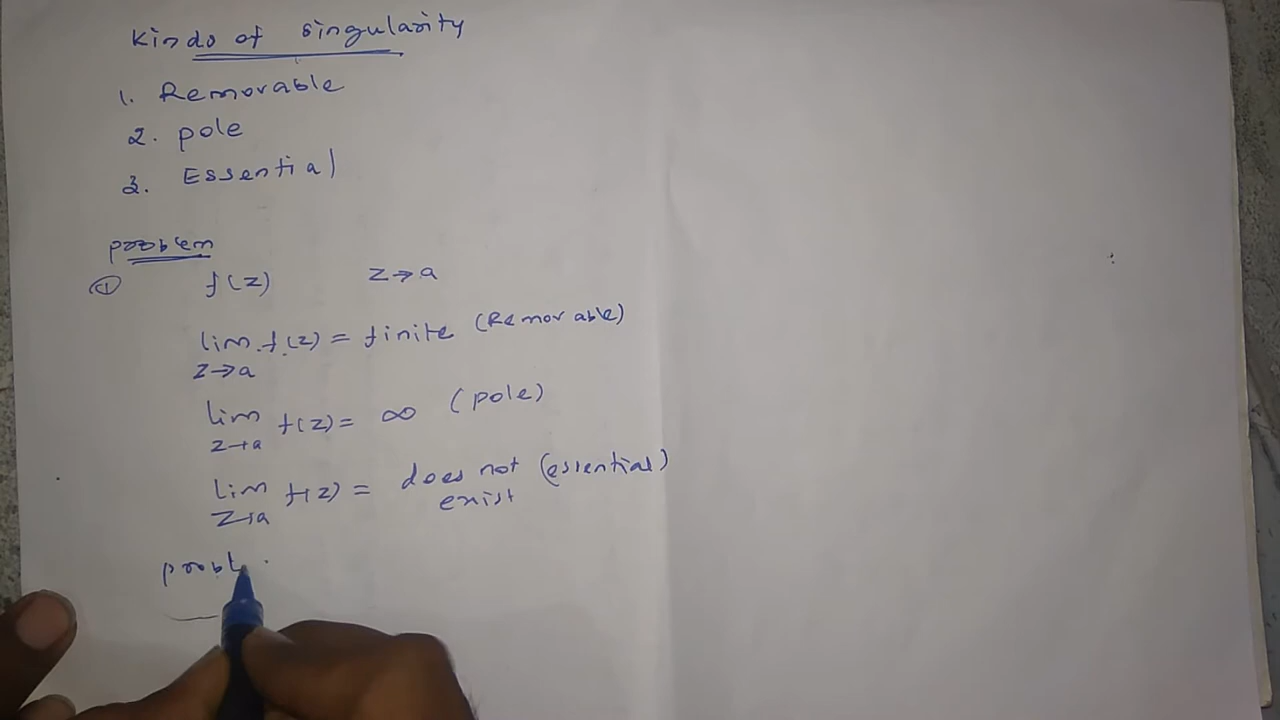 Kinds of singularity
1. Removable
2. pole
3. Essential
problem
① f(z) z→a
lim f(z) = finite (Removable)
z→a
lim f(z) = ∞ (pole)
z→a
lim f(z) = does not (essential)
z→a exist
probl